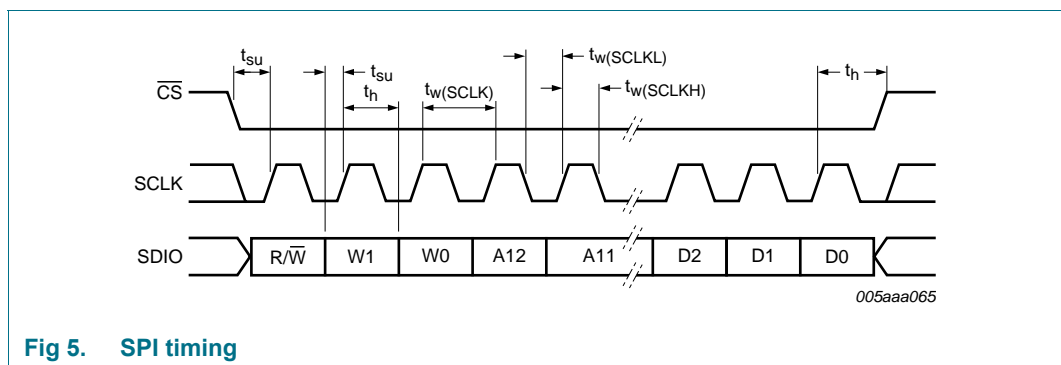 t_su
t_su
t_h
t_w(SCLK)
t_w(SCLKL)
t_w(SCLKH)
t_h
C̅S̅
SCLK
SDIO
R/W̅ W1 W0 A12 A11 D2 D1 D0
005aaa065
Fig 5. SPI timing